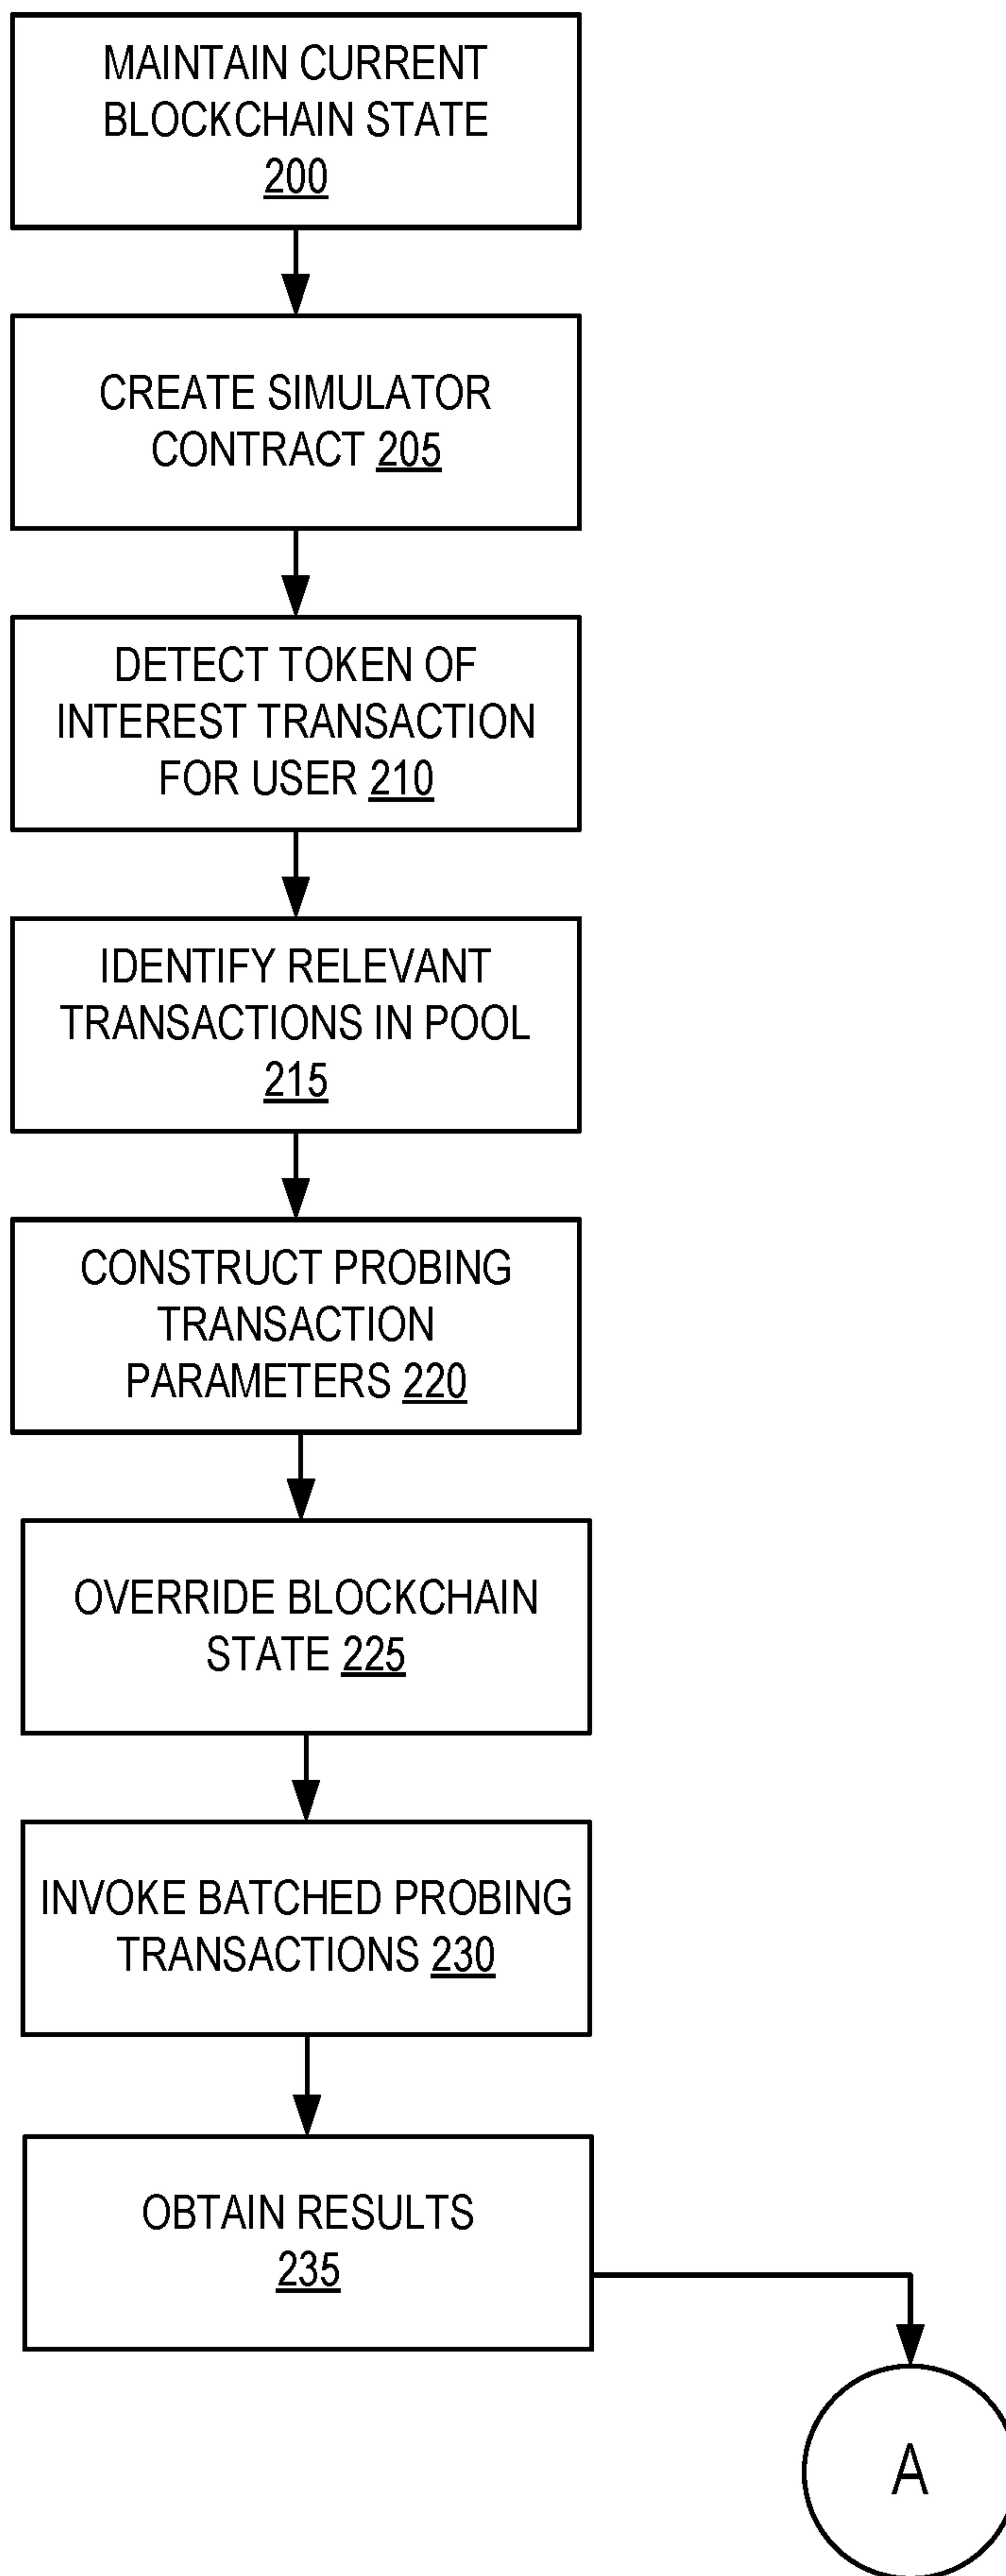 MAINTAIN CURRENT
BLOCKCHAIN STATE
200
CREATE SIMULATOR
CONTRACT 205
DETECT TOKEN OF
INTEREST TRANSACTION
FOR USER 210
IDENTIFY RELEVANT
TRANSACTIONS IN POOL
215
CONSTRUCT PROBING
TRANSACTION
PARAMETERS 220
OVERRIDE BLOCKCHAIN
STATE 225
INVOKE BATCHED PROBING
TRANSACTIONS 230
OBTAIN RESULTS
235
A